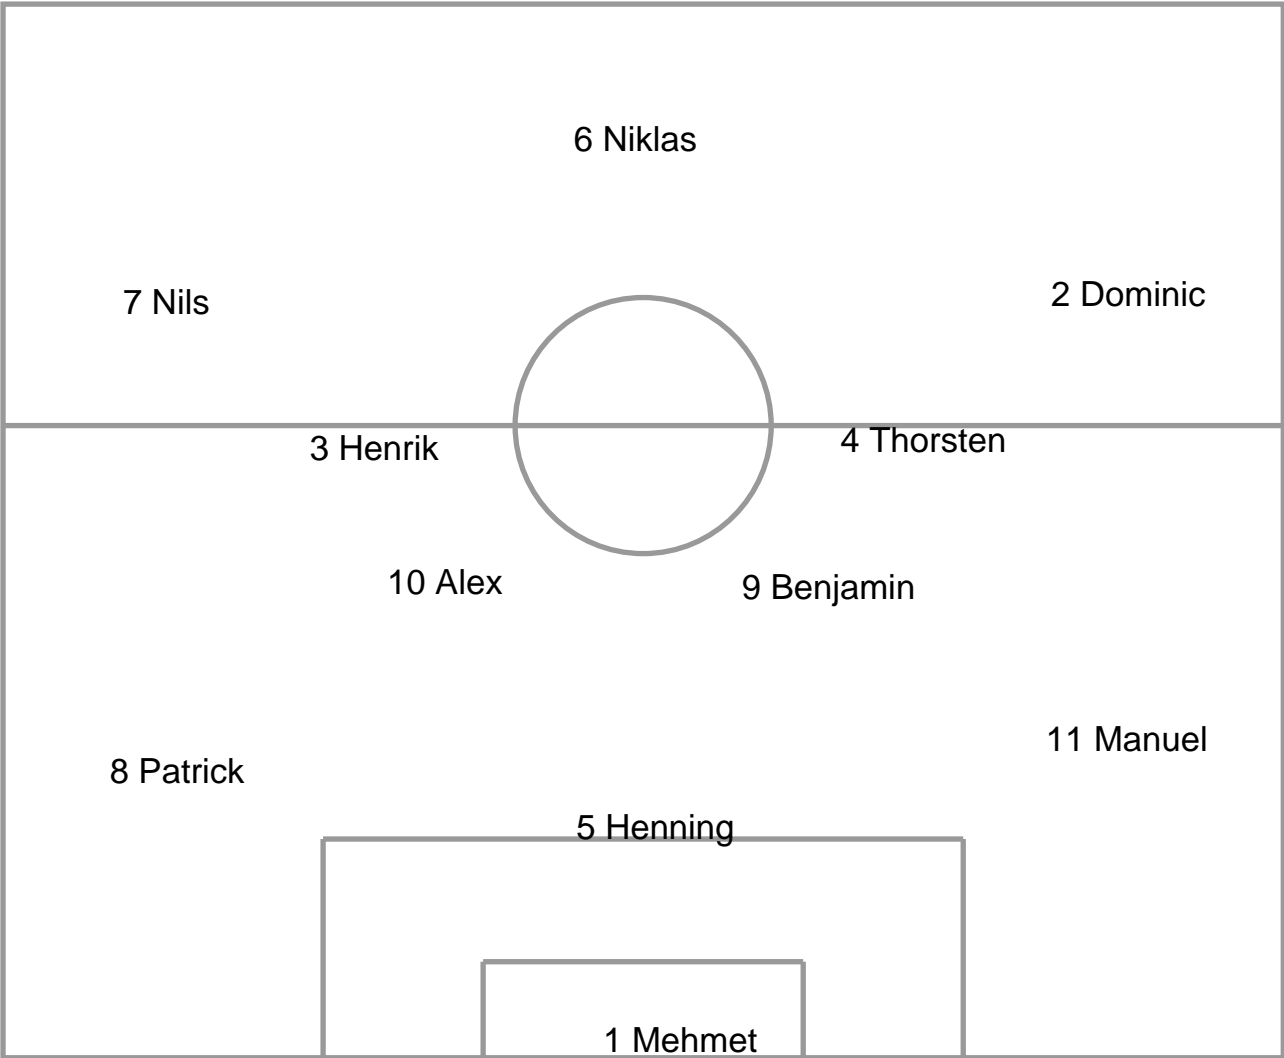 6 Niklas
7 Nils
2 Dominic
3 Henrik
4 Thorsten
10 Alex
9 Benjamin
8 Patrick
11 Manuel
5 Henning
1 Mehmet